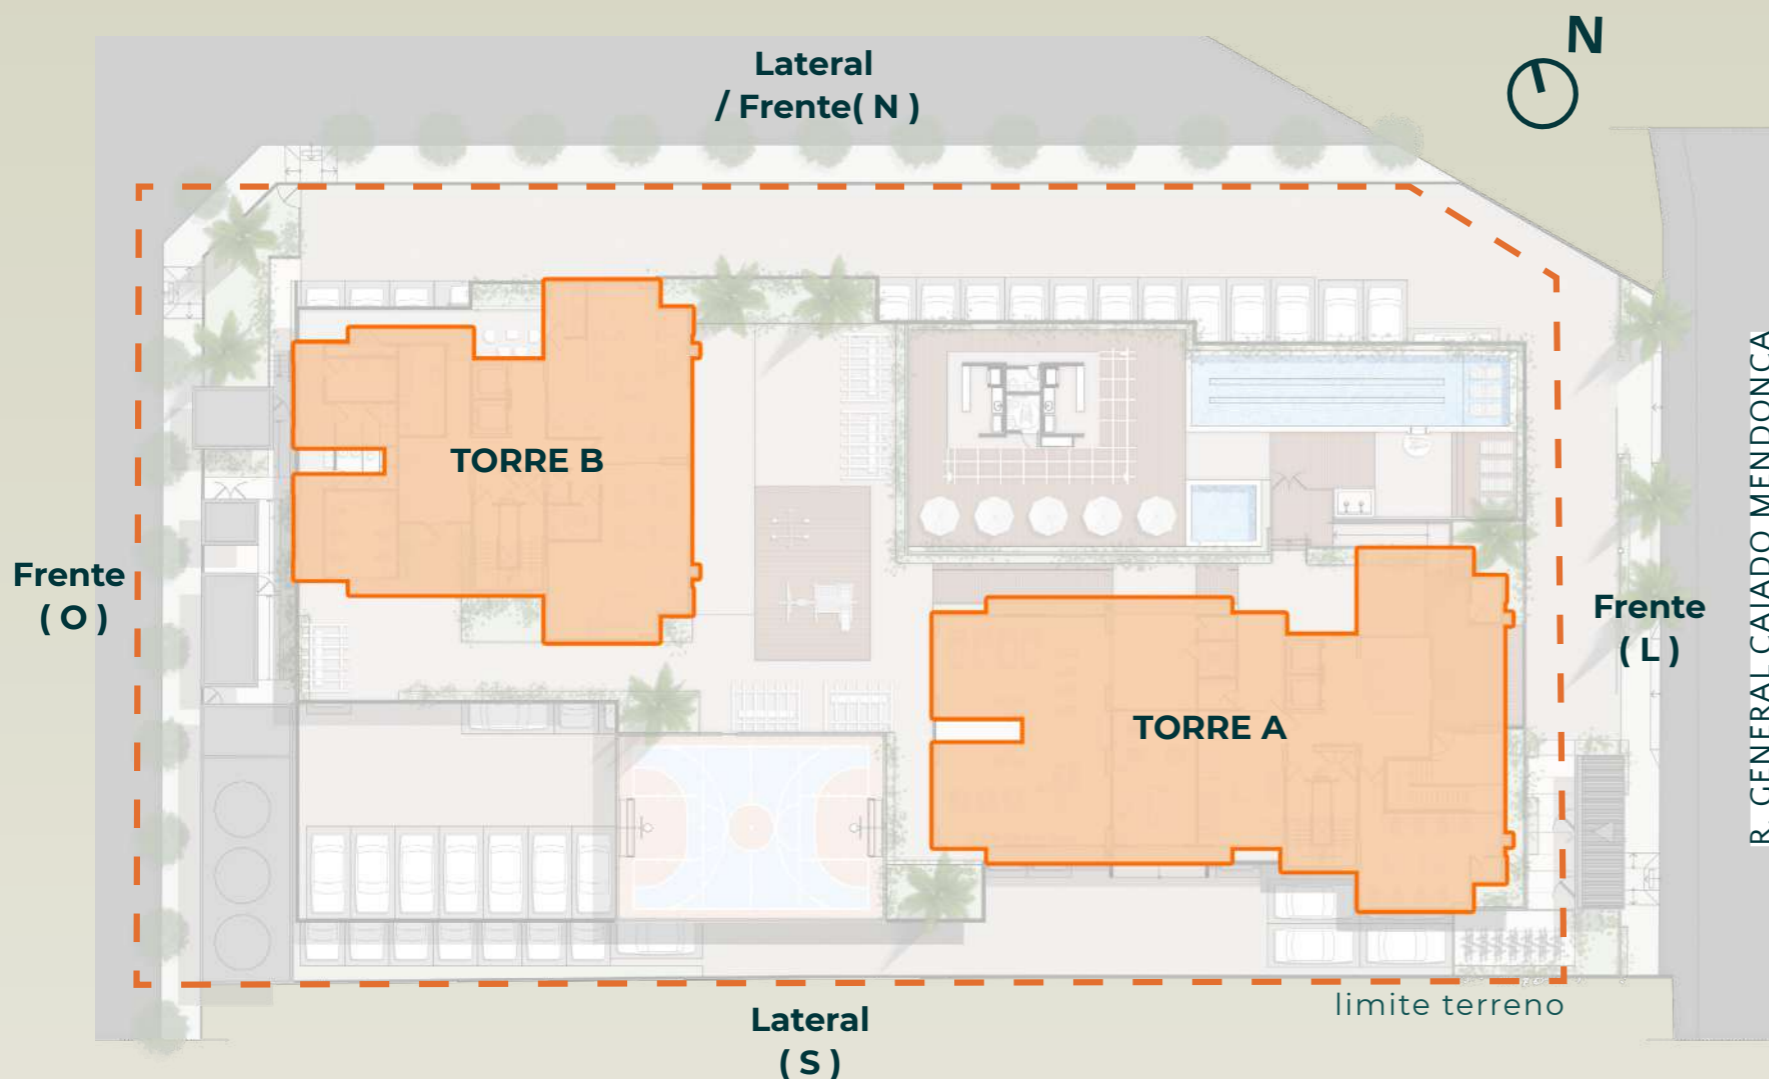 N
Lateral
/ Frente( N )
TORRE B
Frente
( O )
Frente
( L )
R. GENERAL CAIADO MENDONCA
TORRE A
limite terreno
Lateral
( S )